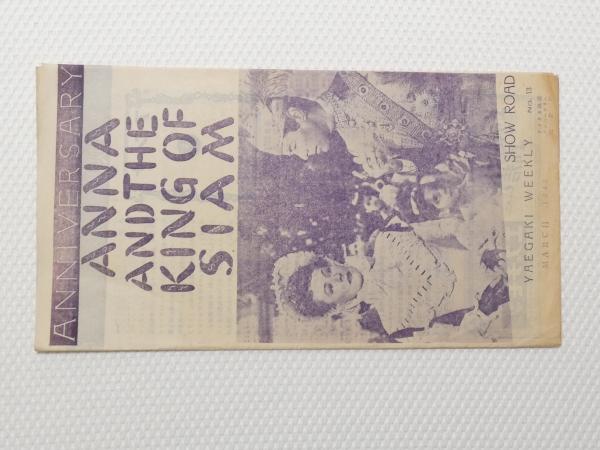 ANNIVERSARY
ANNA
AND THE
KING OF
SIAM
SHOW ROAD
YAEGAKI WEEKLY NO. 13
MARCH